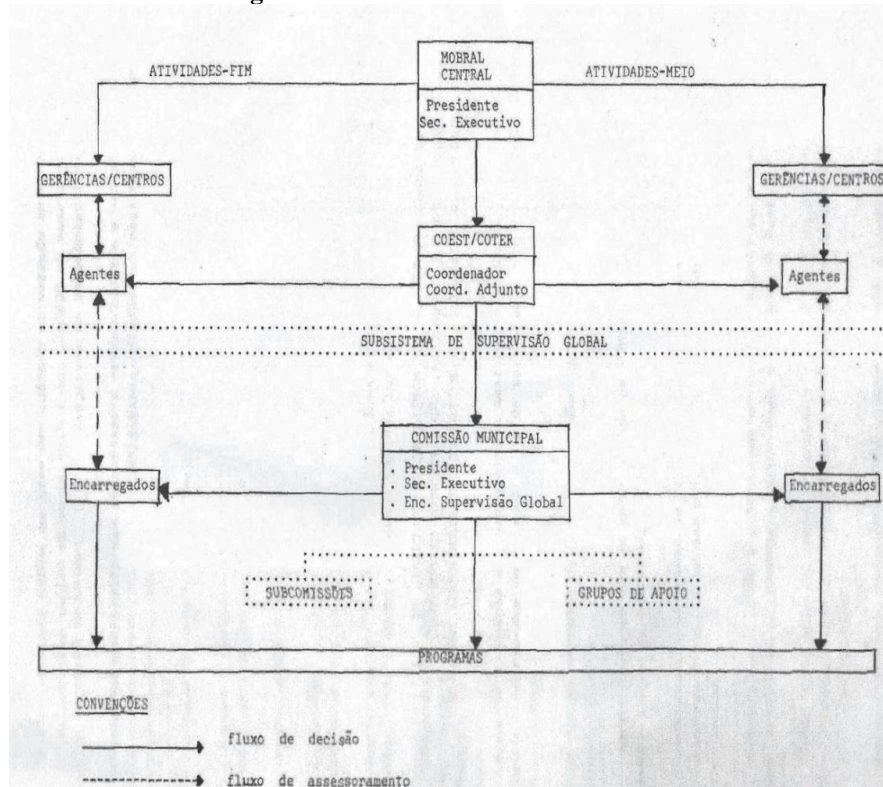 MOBRAL
CENTRAL
ATIVIDADES-FIM
ATIVIDADES-MEIO
Presidente
Sec. Executivo
GERÊNCIAS/CENTROS
GERÊNCIAS/CENTROS
COEST/COTER
Agentes
Coordenador
Coord. Adjunto
Agentes
SUBSISTEMA DE SUPERVISÃO GLOBAL
COMISSÃO MUNICIPAL
. Presidente
. Sec. Executivo
. Enc. Supervisão Global
Encarregados
Encarregados
SUBCOMISSÕES
GRUPOS DE APOIO
PROGRAMAS
CONVENÇÕES
fluxo de decisão
fluxo de assessoramento